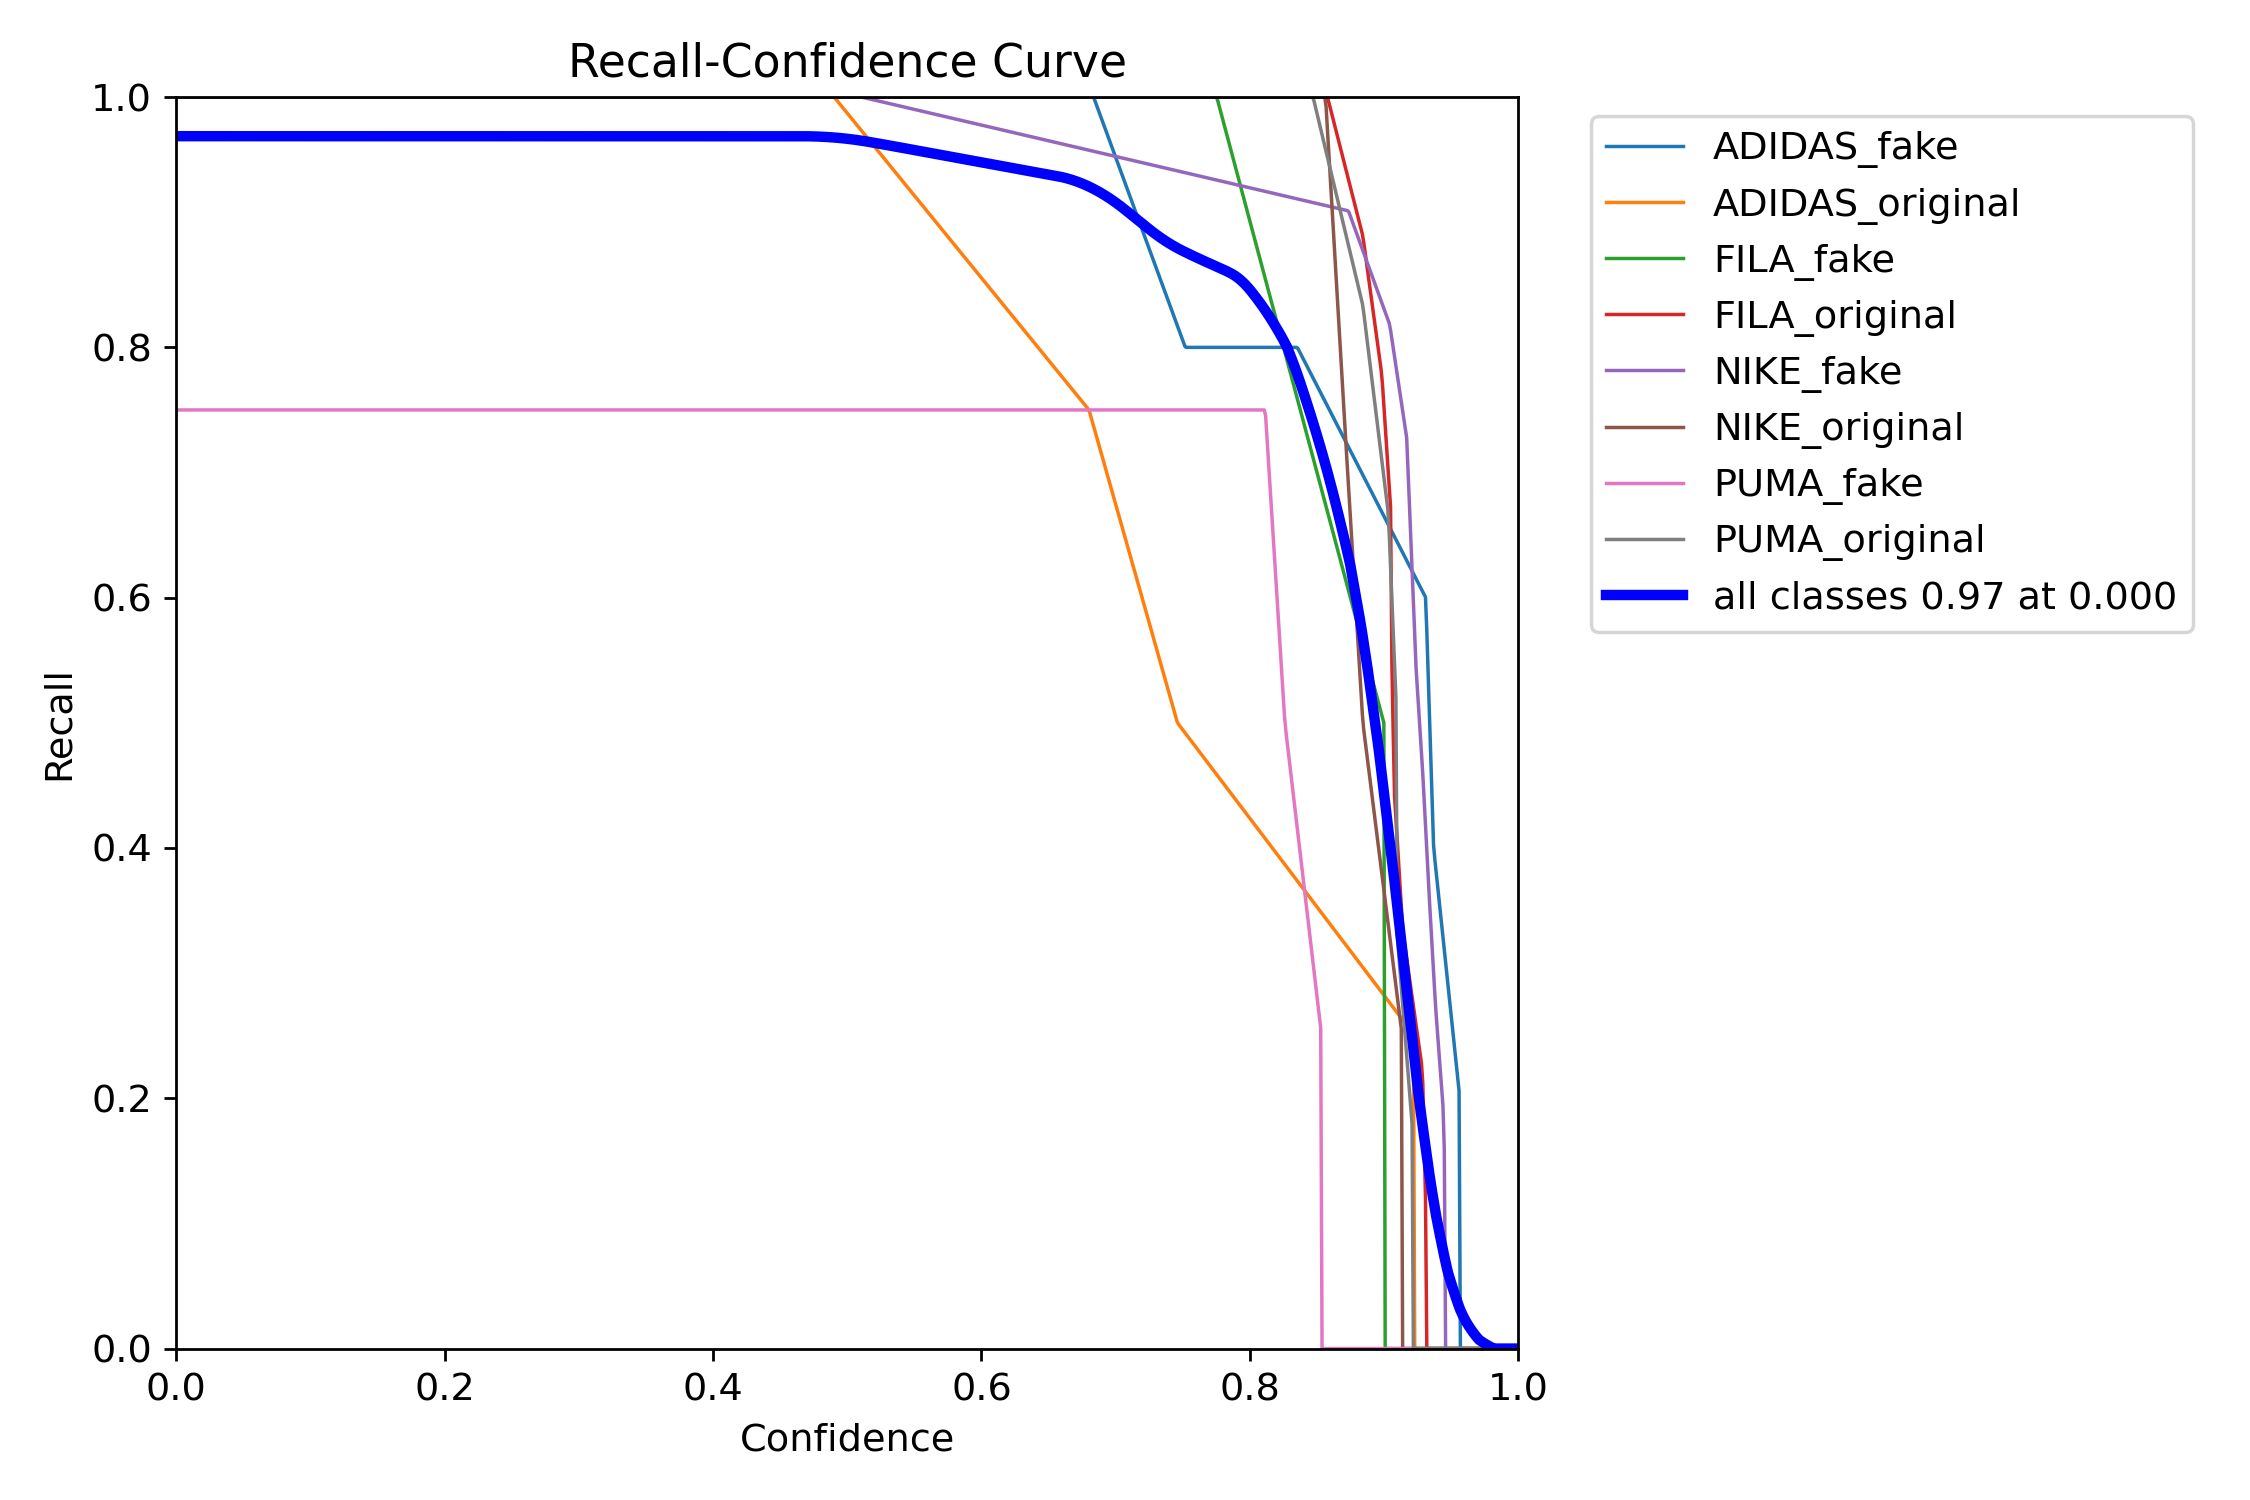 Recall-Confidence Curve
1.0
0.8
0.6
0.4
0.2
0.0
Recall
0.0 0.2 0.4 0.6 0.8 1.0
Confidence
ADIDAS_fake
ADIDAS_original
FILA_fake
FILA_original
NIKE_fake
NIKE_original
PUMA_fake
PUMA_original
all classes 0.97 at 0.000